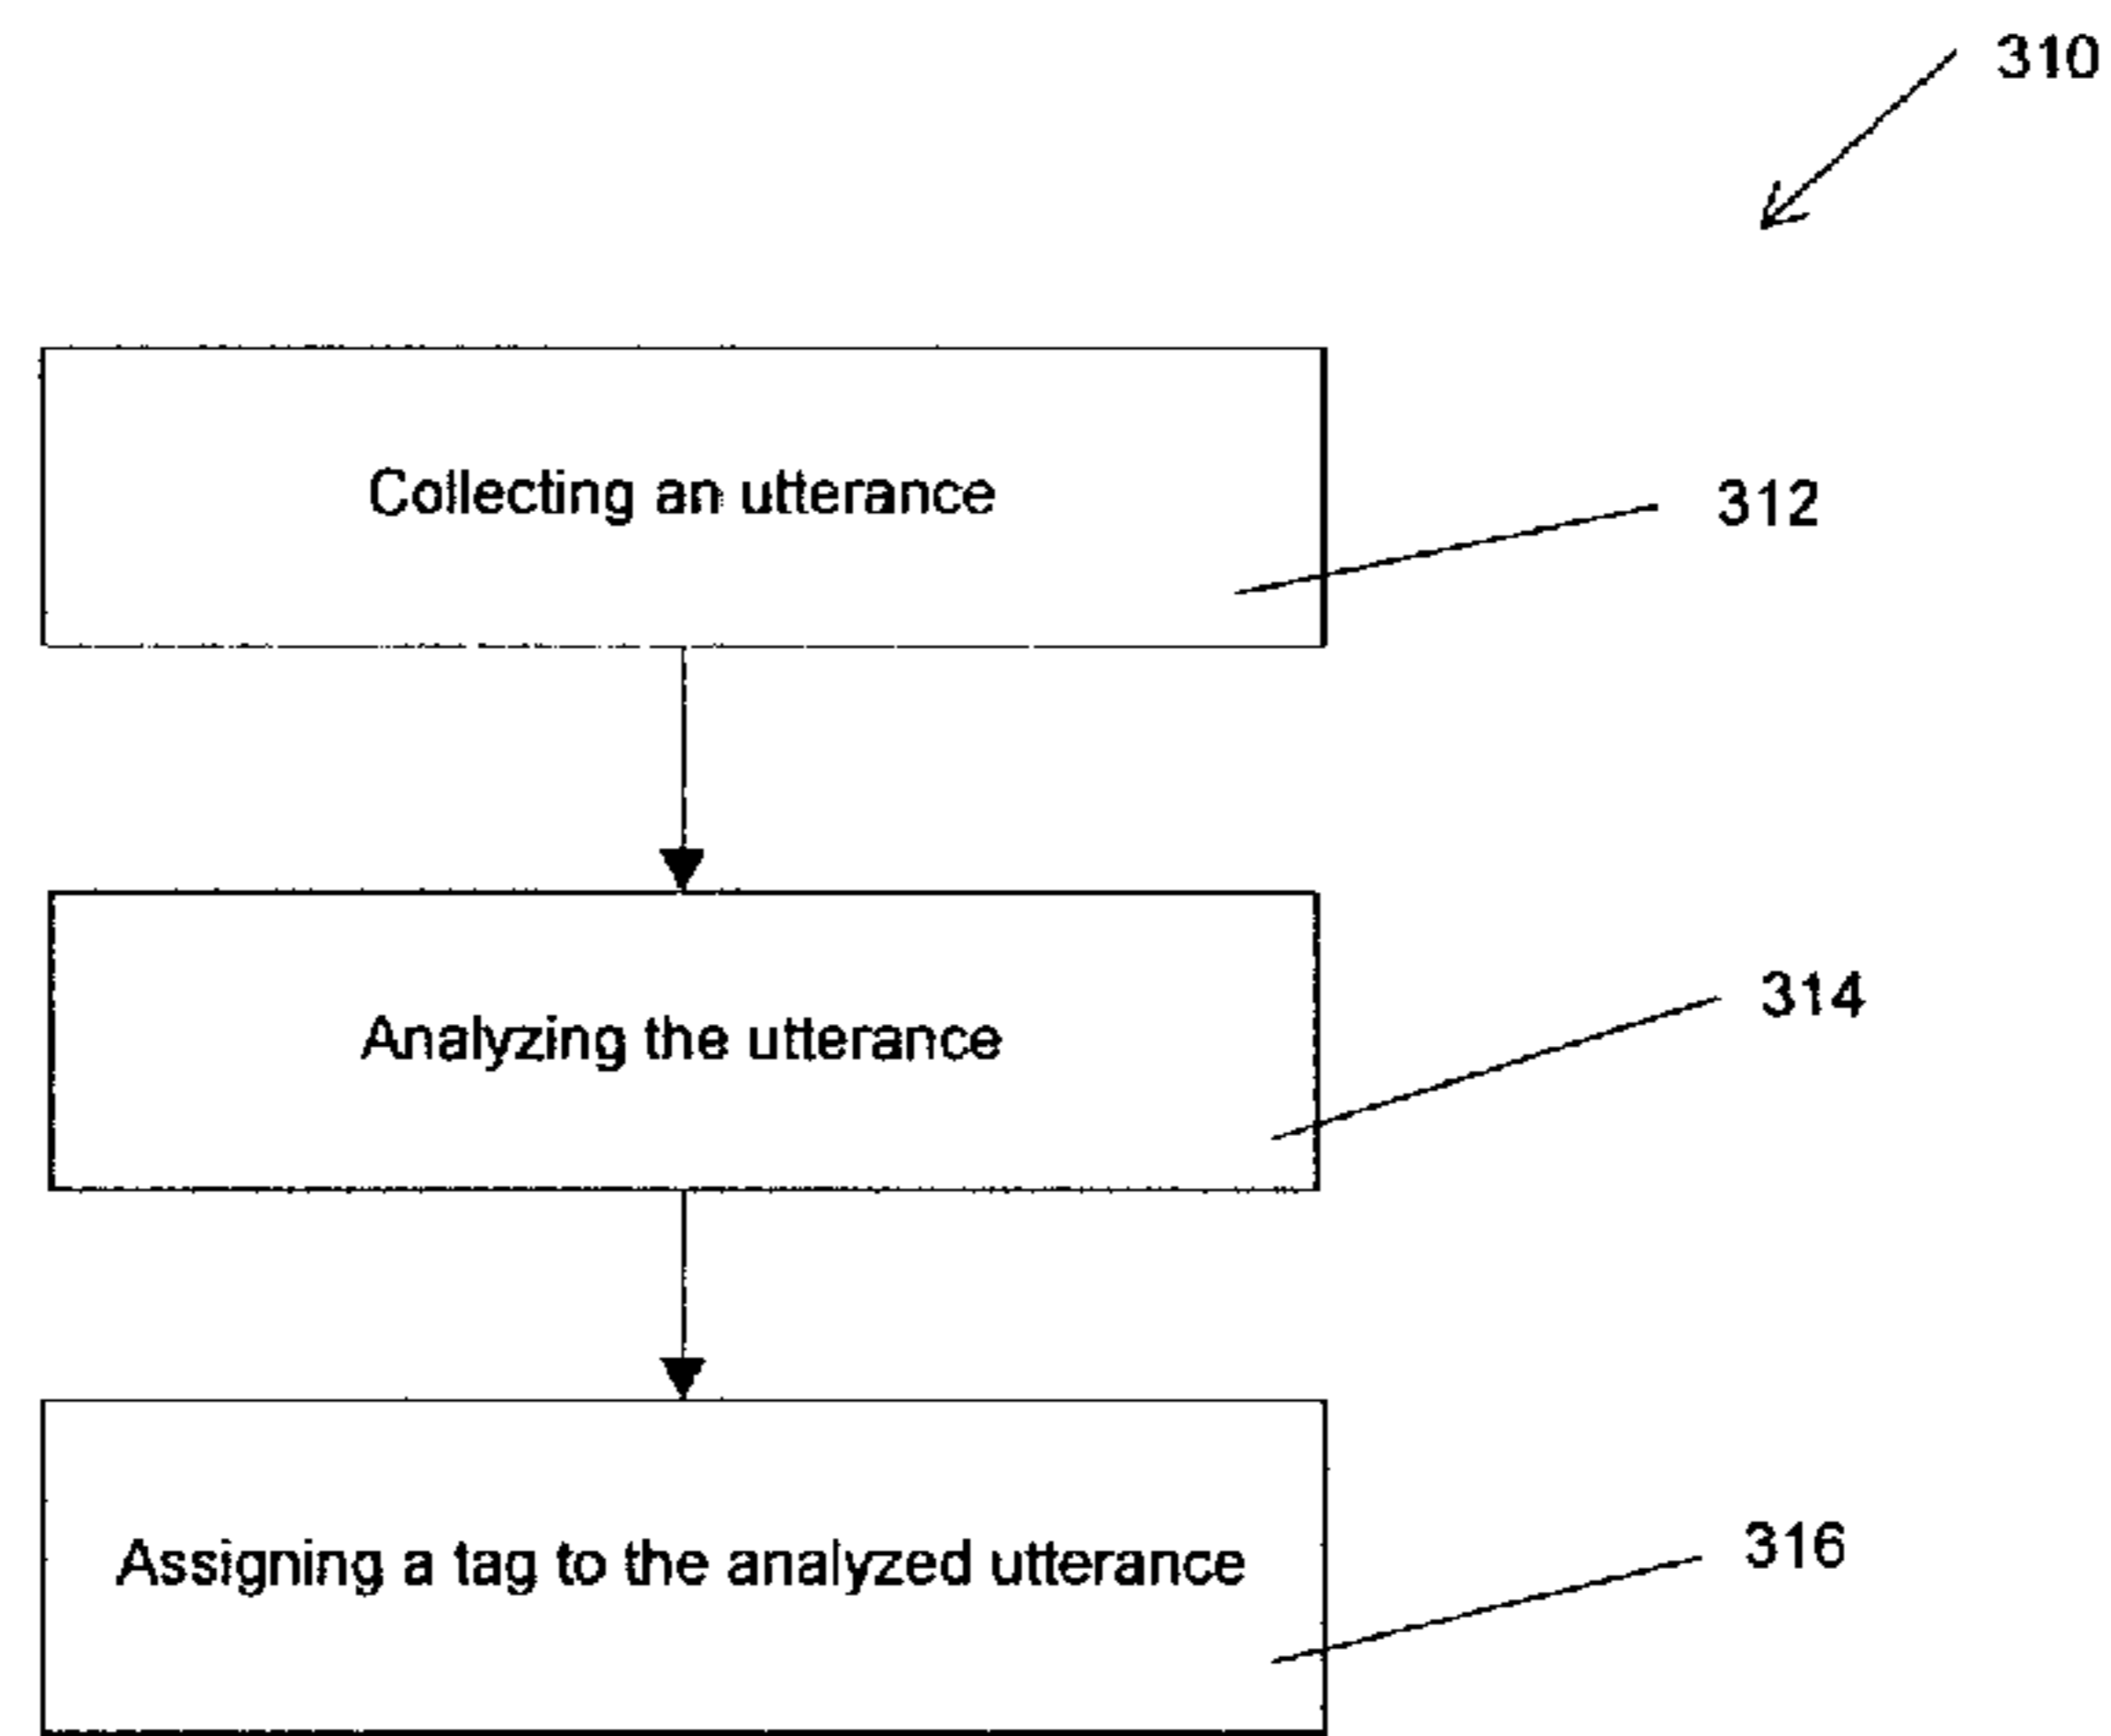 310
Collecting an utterance
312
Analyzing the utterance
314
Assigning a tag to the analyzed utterance
316